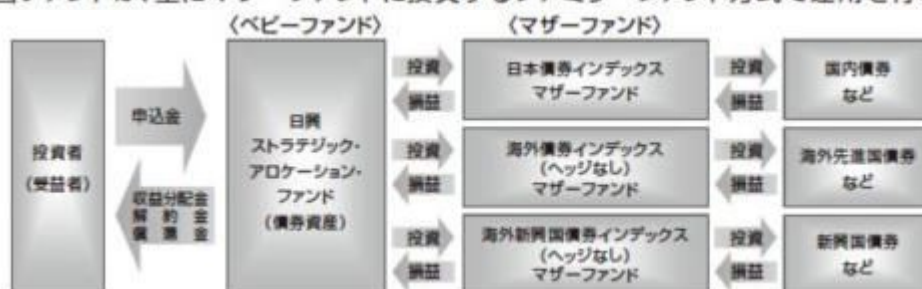 〈ベビーファンド〉
〈マザーファンド〉
投資者
(受益者)
申込金
収益分配金
解約金
償還金
日興
ストラテジック・
アロケーション・
ファンド
(債券資産)
投資
損益
日本債券インデックス
マザーファンド
投資
損益
国内債券
など
投資
損益
海外債券インデックス
(ヘッジなし)
マザーファンド
投資
損益
海外先進国債券
など
投資
損益
海外新興国債券インデックス
(ヘッジなし)
マザーファンド
投資
損益
新興国債券
など